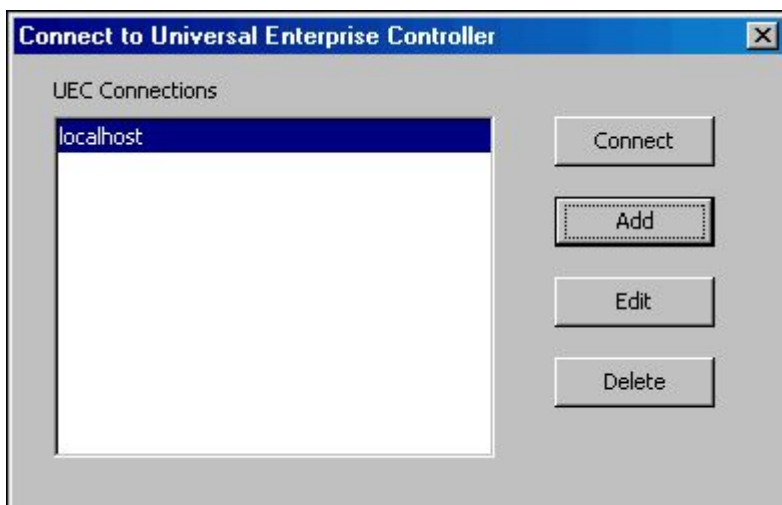 Connect to Universal Enterprise Controller
UEC Connections
localhost
Connect
Add
Edit
Delete